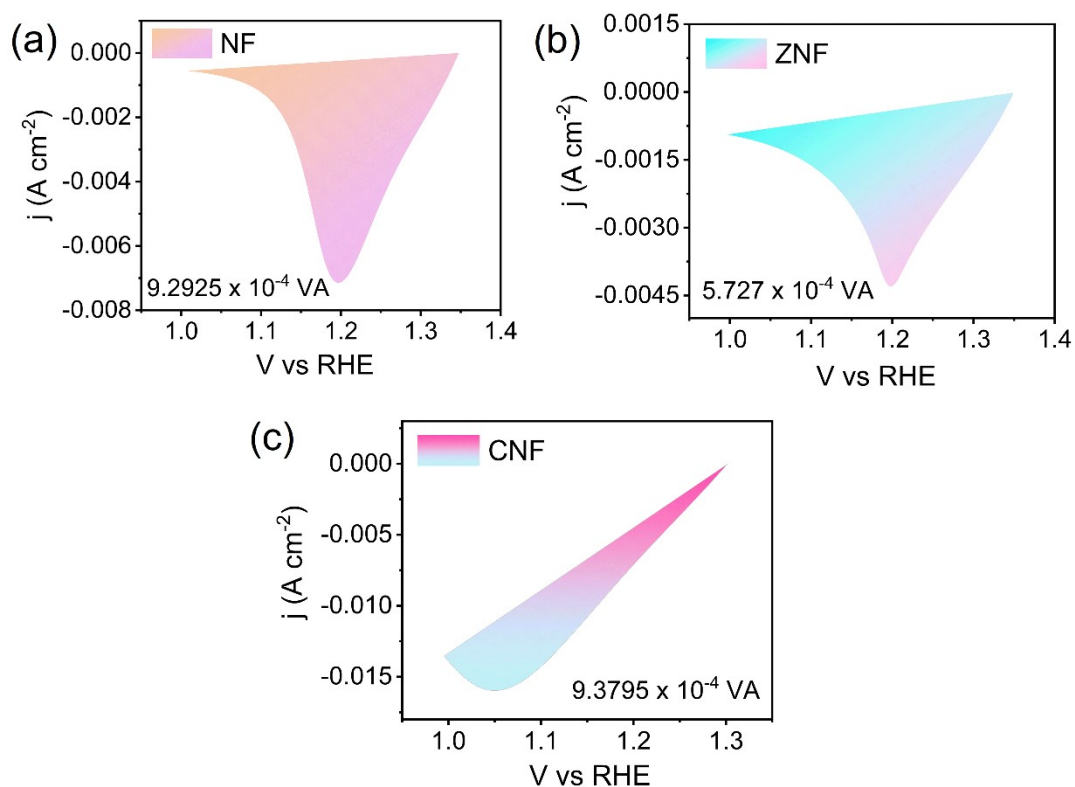 (a)
NF
0.000
-0.002
-0.004
-0.006
-0.008
j (A cm⁻²)
9.2925 x 10⁻⁴ VA
1.0 1.1 1.2 1.3 1.4
V vs RHE
(b)
ZNF
0.0015
0.0000
-0.0015
-0.0030
-0.0045
j (A cm⁻²)
5.727 x 10⁻⁴ VA
1.0 1.1 1.2 1.3 1.4
V vs RHE
(c)
CNF
0.000
-0.005
-0.010
-0.015
j (A cm⁻²)
9.3795 x 10⁻⁴ VA
1.0 1.1 1.2 1.3
V vs RHE